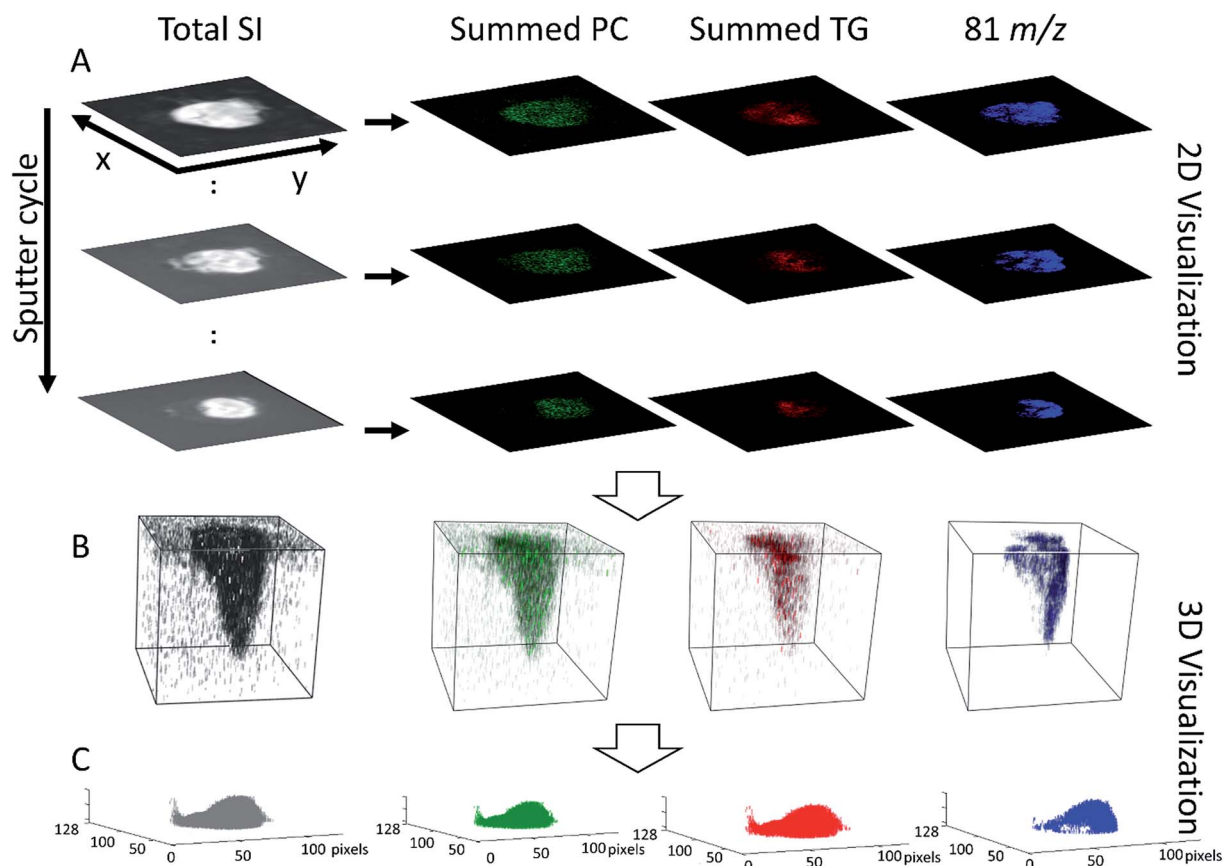 Total SI
Summed PC
Summed TG
81 m/z
A
x
y
:
Sputter cycle
:
2D Visualization
B
3D Visualization
C
128
100
50
0
50
100 pixels
128
100
50
0
50
100 pixels
128
100
50
0
50
100 pixels
128
100
50
0
50
100 pixels